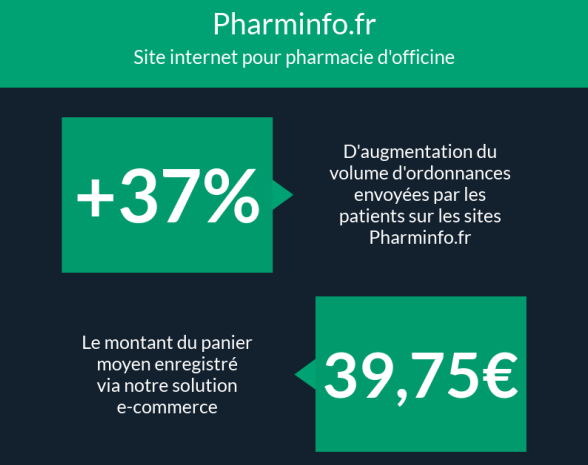 Pharminfo.fr
Site internet pour pharmacie d'officine
+37%
D'augmentation du
volume d'ordonnances
envoyées par les
patients sur les sites
Pharminfo.fr
Le montant du panier
moyen enregistré
via notre solution
e-commerce
39,75€